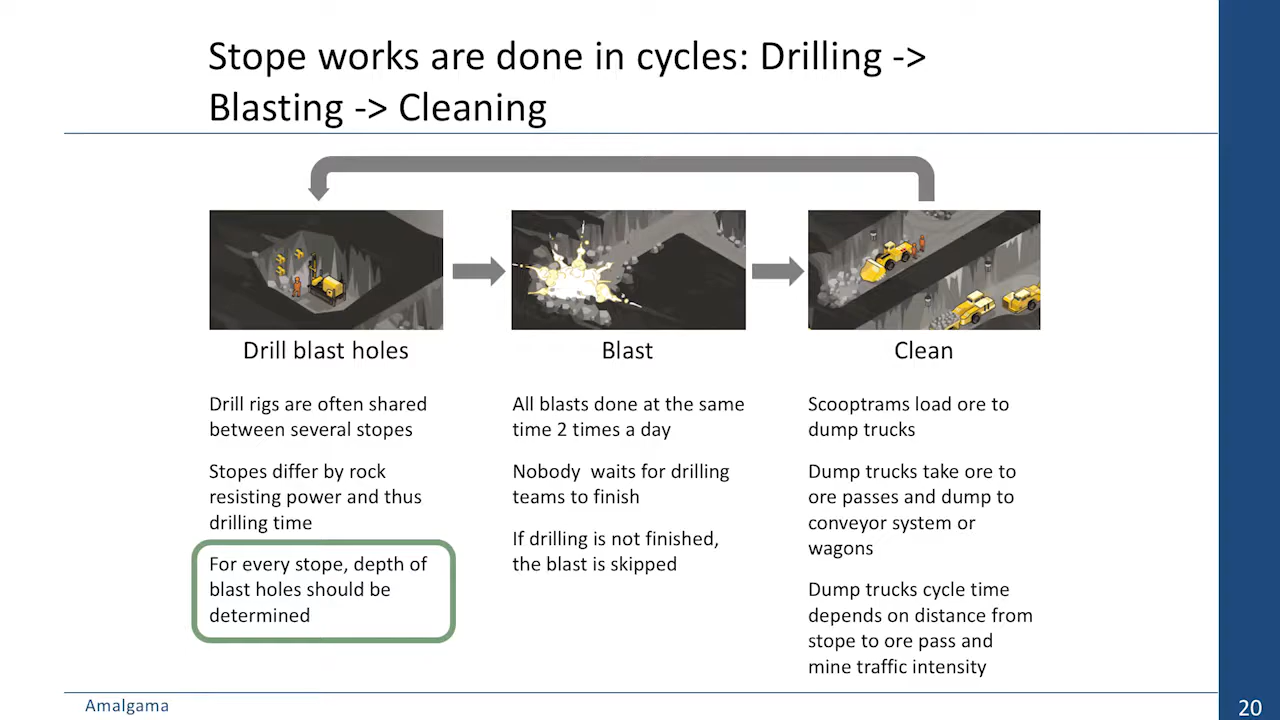 Stope works are done in cycles: Drilling ->
Blasting -> Cleaning
Drill blast holes
Drill rigs are often shared
between several stopes
Stopes differ by rock
resisting power and thus
drilling time
For every stope, depth of
blast holes should be
determined
Blast
All blasts done at the same
time 2 times a day
Nobody  waits for drilling
teams to finish
If drilling is not finished,
the blast is skipped
Clean
Scooptrams load ore to
dump trucks
Dump trucks take ore to
ore passes and dump to
conveyor system or
wagons
Dump trucks cycle time
depends on distance from
stope to ore pass and
mine traffic intensity
Amalgama
20